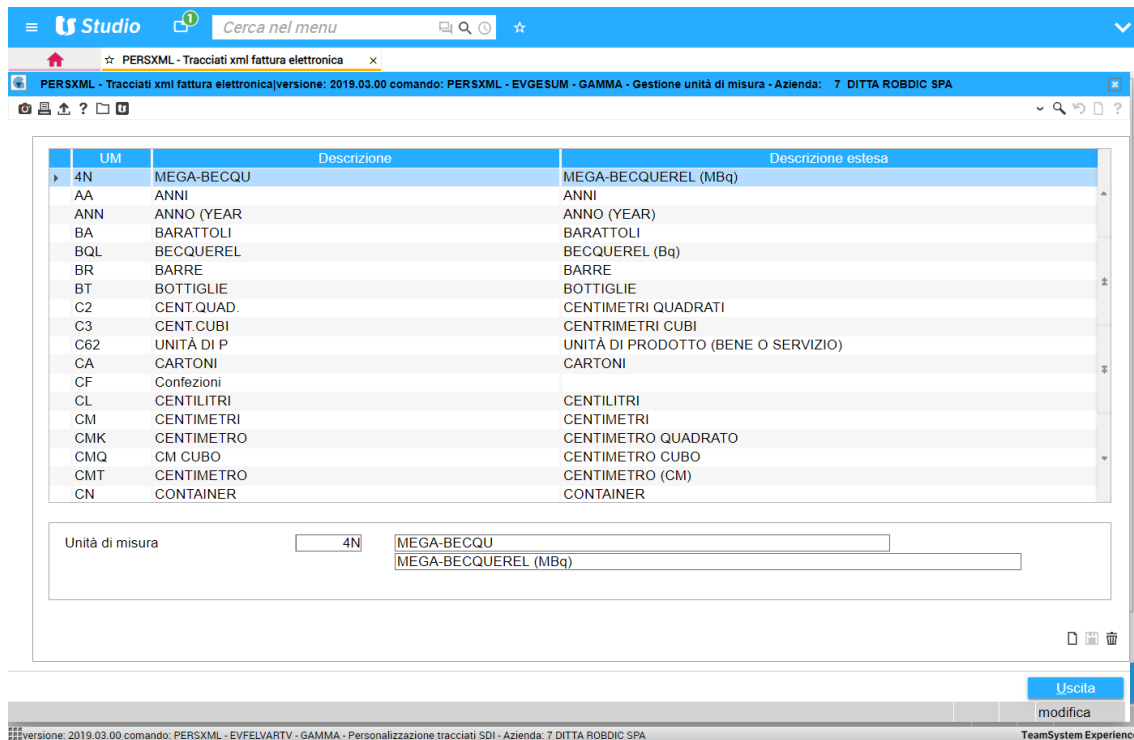 TS Studio 1 Cerca nel menu
PERSXML - Tracciati xml fattura elettronica ×
PERSXML - Tracciati xml fattura elettronica|versione: 2019.03.00 comando: PERSXML - EVGESUM - GAMMA - Gestione unità di misura - Azienda: 7 DITTA ROBDIC SPA
UM Descrizione Descrizione estesa
4N MEGA-BECQU MEGA-BECQUEREL (MBq)
AA ANNI ANNI
ANN ANNO (YEAR ANNO (YEAR)
BA BARATTOLI BARATTOLI
BQL BECQUEREL BECQUEREL (Bq)
BR BARRE BARRE
BT BOTTIGLIE BOTTIGLIE
C2 CENT.QUAD. CENTIMETRI QUADRATI
C3 CENT.CUBI CENTRIMETRI CUBI
C62 UNITÀ DI P UNITÀ DI PRODOTTO (BENE O SERVIZIO)
CA CARTONI CARTONI
CF Confezioni
CL CENTILITRI CENTILITRI
CM CENTIMETRI CENTIMETRI
CMK CENTIMETRO CENTIMETRO QUADRATO
CMQ CM CUBO CENTIMETRO CUBO
CMT CENTIMETRO CENTIMETRO (CM)
CN CONTAINER CONTAINER
Unità di misura 4N MEGA-BECQU
MEGA-BECQUEREL (MBq)
Uscita
modifica
versione: 2019.03.00 comando: PERSXML - EVFELVARTV - GAMMA - Personalizzazione tracciati SDI - Azienda: 7 DITTA ROBDIC SPA TeamSystem Experience